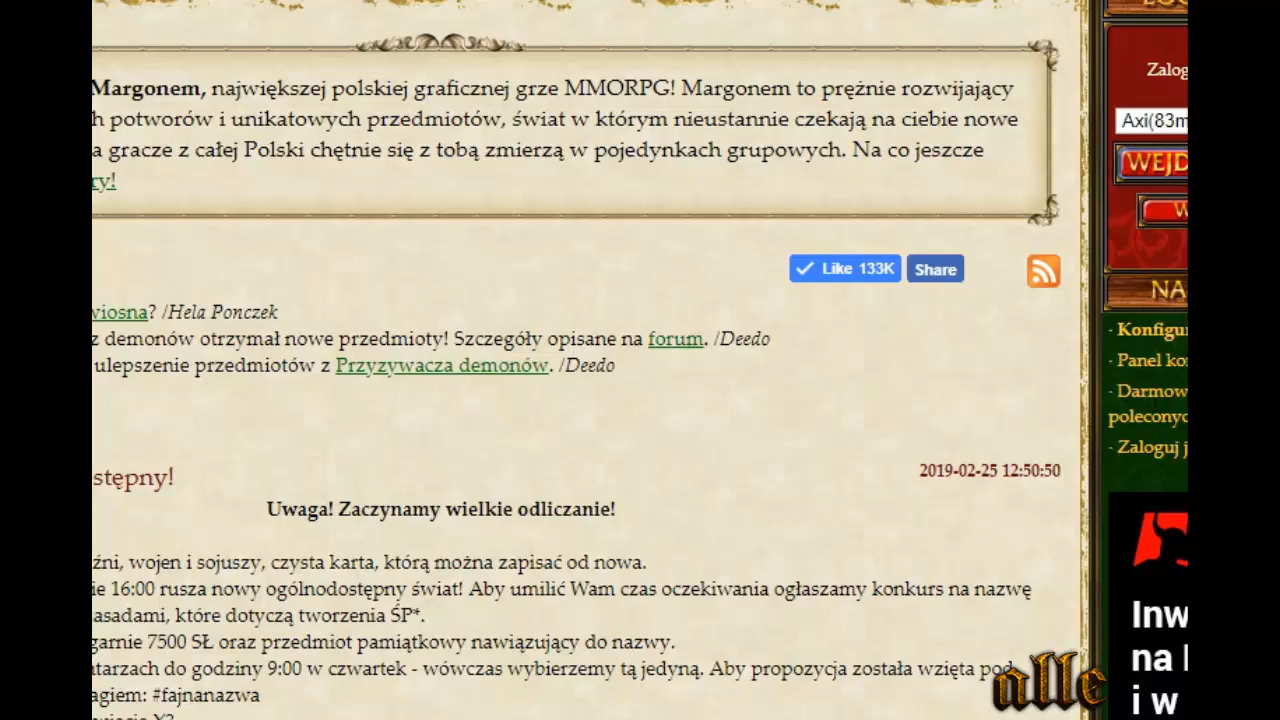 Margonem, największej polskiej graficznej grze MMORPG! Margonem to prężnie rozwijający
h potworów i unikatowych przedmiotów, świat w którym nieustannie czekają na ciebie nowe
a gracze z całej Polski chętnie się z tobą zmierzą w pojedynkach grupowych. Na co jeszcze
ry!
Like 133K Share
wiosna? /Hela Ponczek
z demonów otrzymał nowe przedmioty! Szczegóły opisane na forum. /Deedo
ulepszenie przedmiotów z Przyzywacza demonów. /Deedo
stępny!
2019-02-25 12:50:50
Uwaga! Zaczynamy wielkie odliczanie!
źni, wojen i sojuszy, czysta karta, którą można zapisać od nowa.
ie 16:00 rusza nowy ogólnodostępny świat! Aby umilić Wam czas oczekiwania ogłaszamy konkurs na nazwę
asadami, które dotyczą tworzenia ŚP*.
garnie 7500 SŁ oraz przedmiot pamiątkowy nawiązujący do nazwy.
ntarzach do godziny 9:00 w czwartek - wówczas wybierzemy tą jedyną. Aby propozycja została wzięta pod
agiem: #fajnanazwa
Zalog
Axi(83m
WEJD
W
NA
· Konfigu
· Panel ko
· Darmow
poleconyc
· Zaloguj j
Inw
na
i w
alle